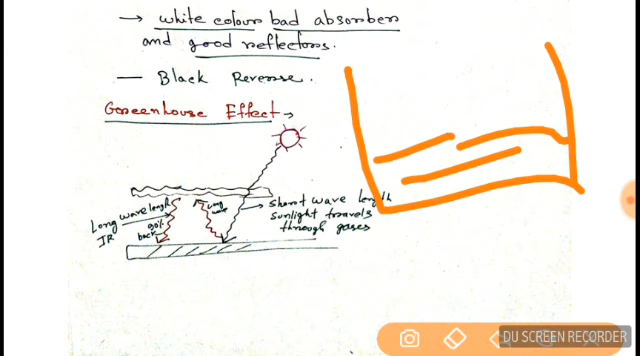 → white colour bad absorbers
and good reflectors.
— Black Reverse.
Greenhouse Effect →
Long wave length
IR
90%
back
long
wave
→ Short wave length
sunlight travels
through gases
DU SCREEN RECORDER